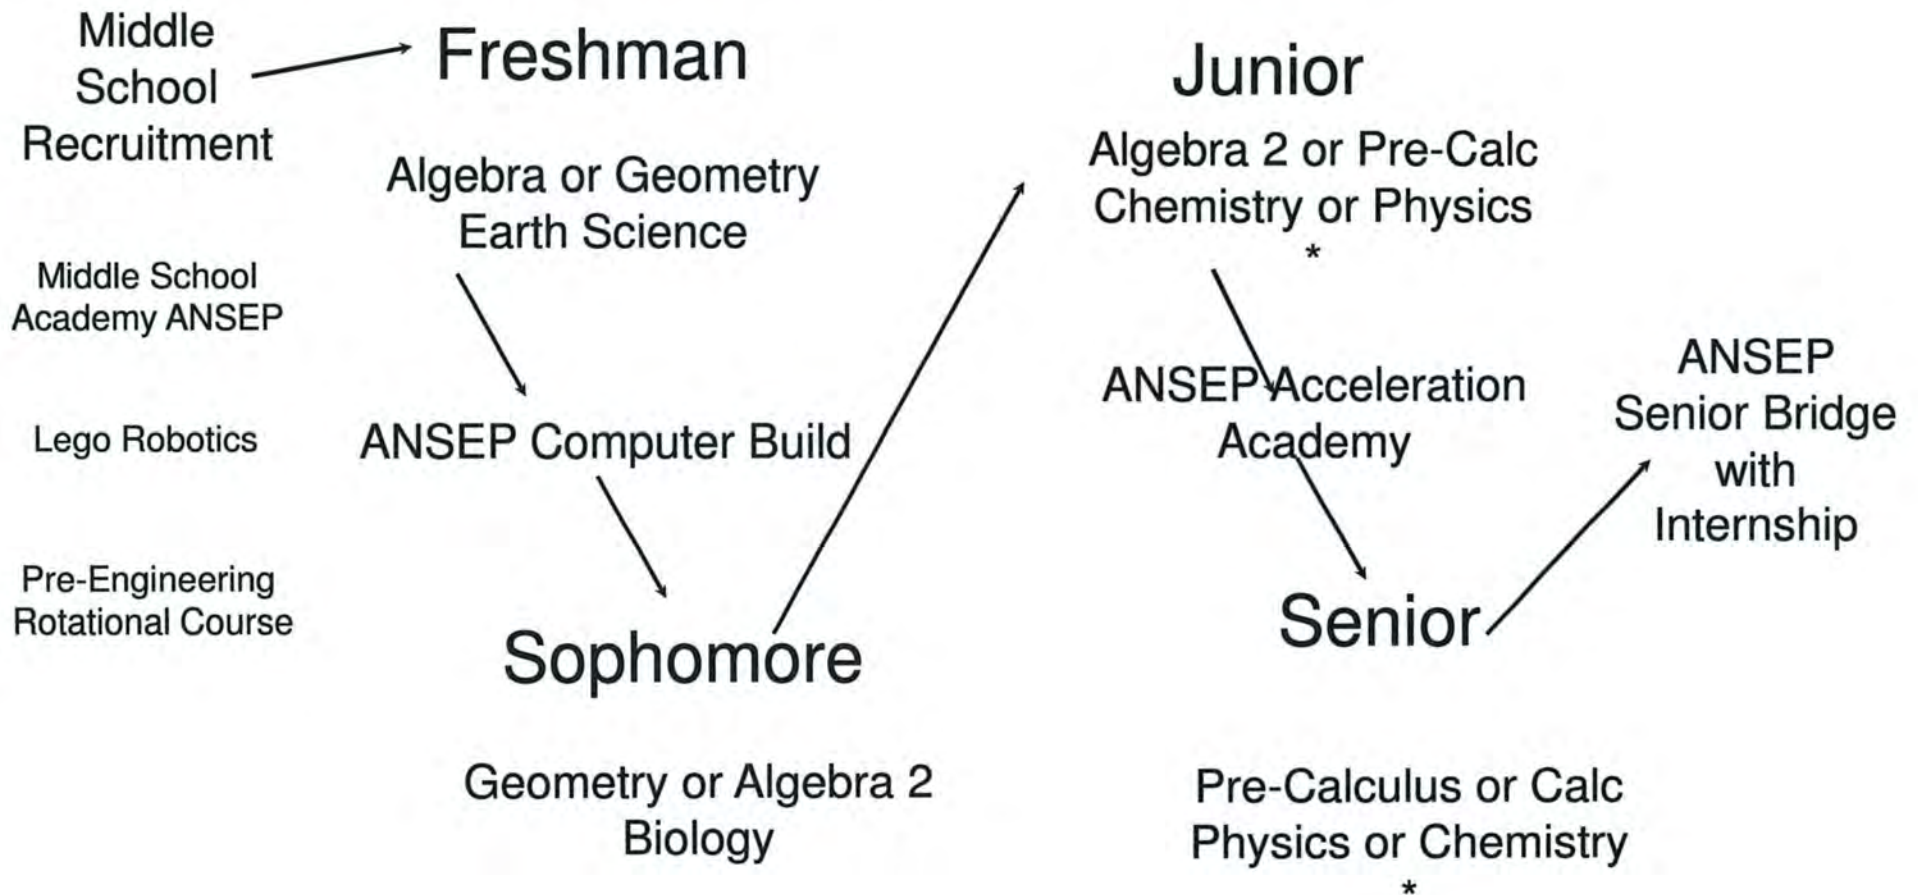 Middle
School
Recruitment
Middle School
Academy ANSEP
Lego Robotics
Pre-Engineering
Rotational Course
Freshman
Algebra or Geometry
Earth Science
ANSEP Computer Build
Sophomore
Geometry or Algebra 2
Biology
Junior
Algebra 2 or Pre-Calc
Chemistry or Physics
*
ANSEP Acceleration
Academy
Senior
Pre-Calculus or Calc
Physics or Chemistry
*
ANSEP
Senior Bridge
with
Internship